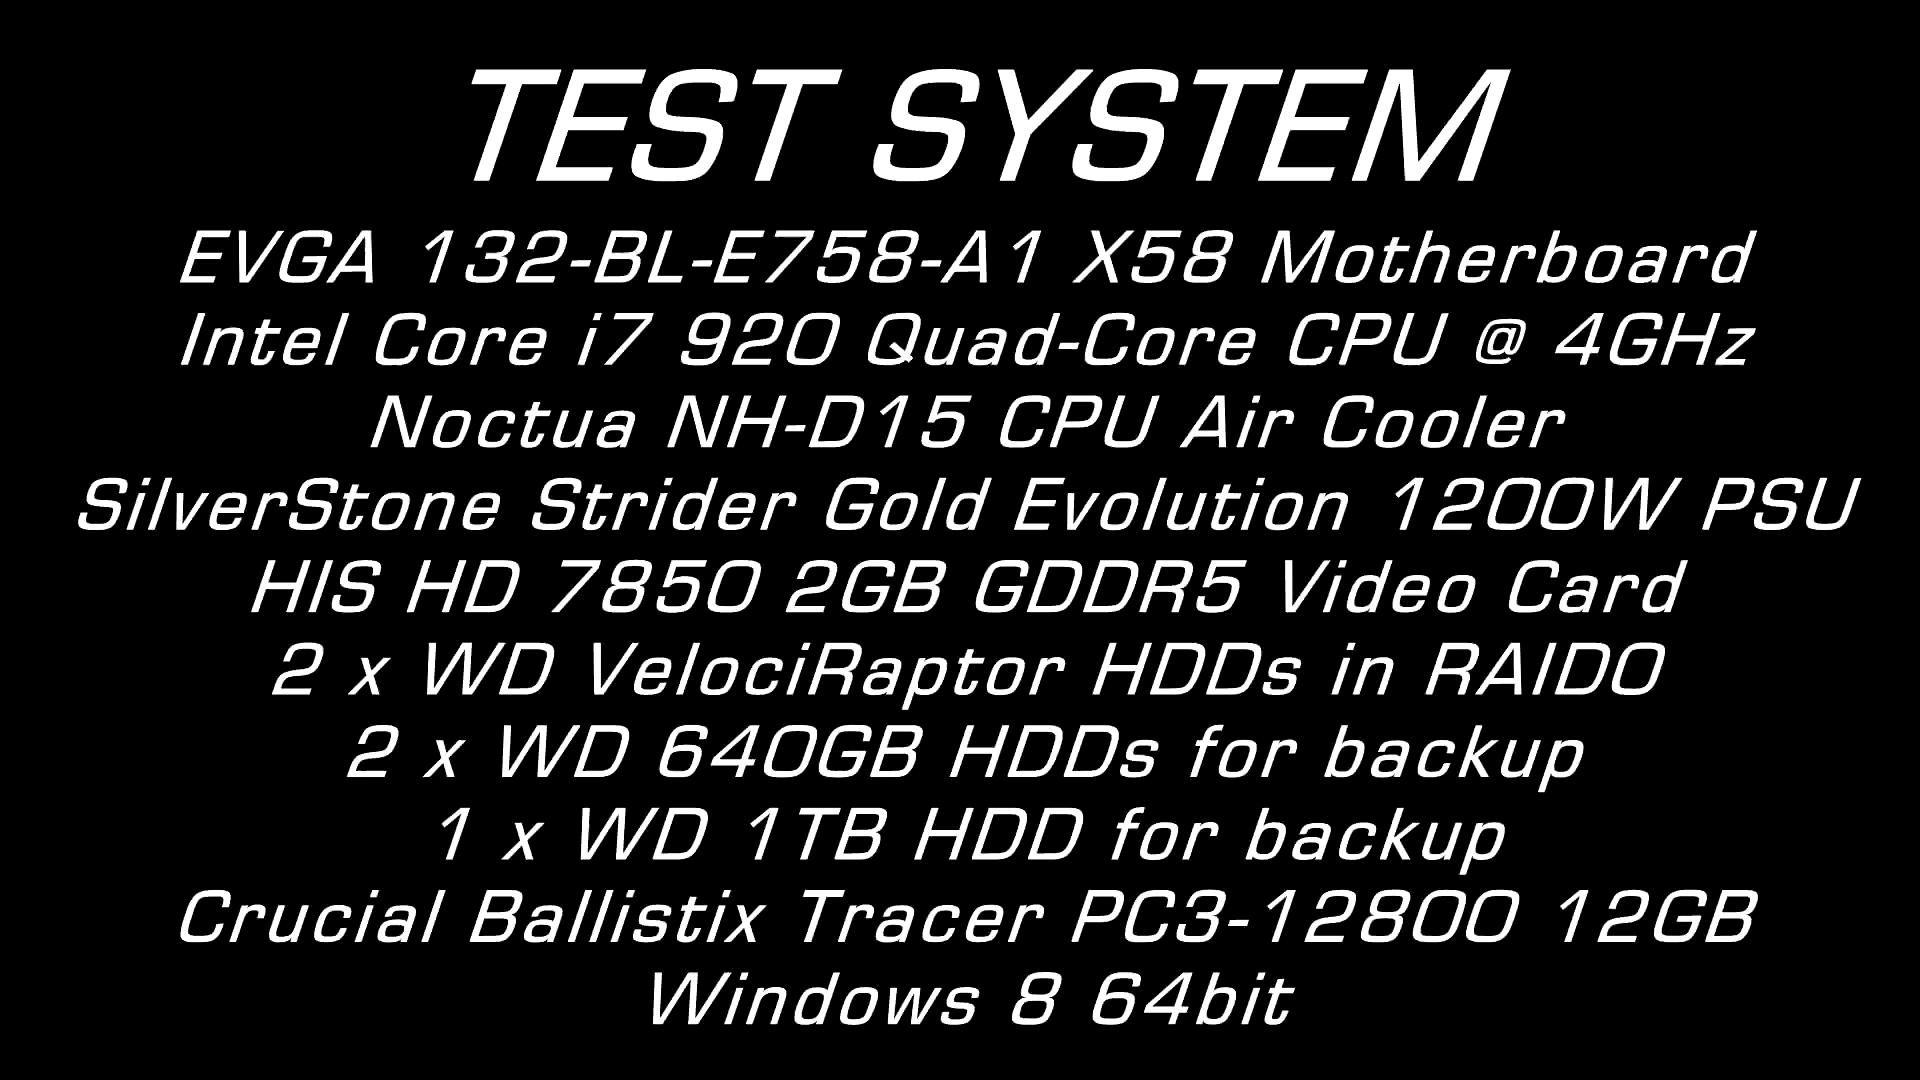 TEST SYSTEM
EVGA 132-BL-E758-A1 X58 Motherboard
Intel Core i7 920 Quad-Core CPU @ 4GHz
Noctua NH-D15 CPU Air Cooler
SilverStone Strider Gold Evolution 1200W PSU
HIS HD 7850 2GB GDDR5 Video Card
2 x WD VelociRaptor HDDs in RAID0
2 x WD 640GB HDDs for backup
1 x WD 1TB HDD for backup
Crucial Ballistix Tracer PC3-12800 12GB
Windows 8 64bit